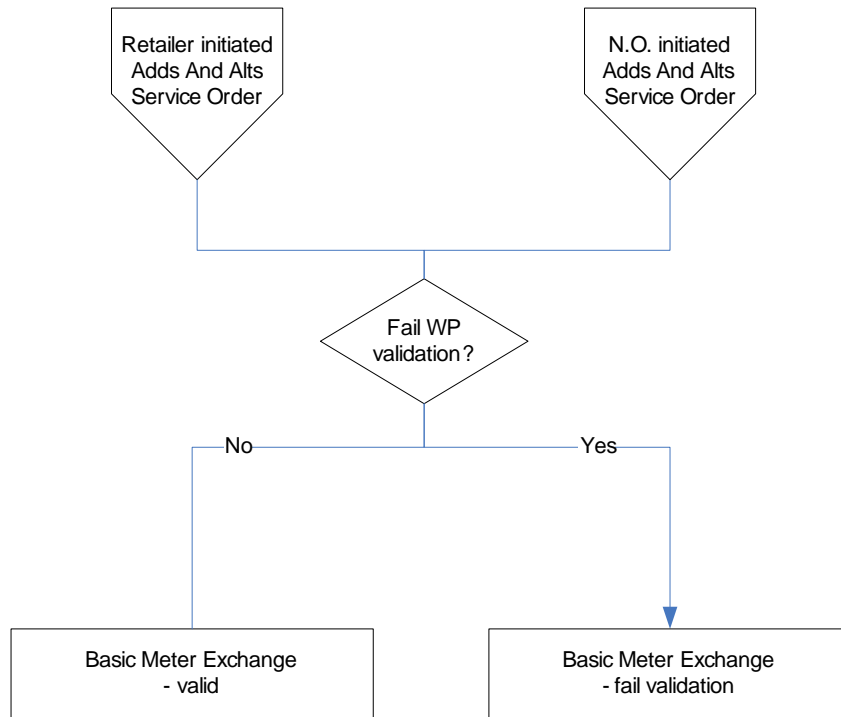 Retailer initiated
Adds And Alts
Service Order
N.O. initiated
Adds And Alts
Service Order
Fail WP
validation?
No
Yes
Basic Meter Exchange
- valid
Basic Meter Exchange
- fail validation